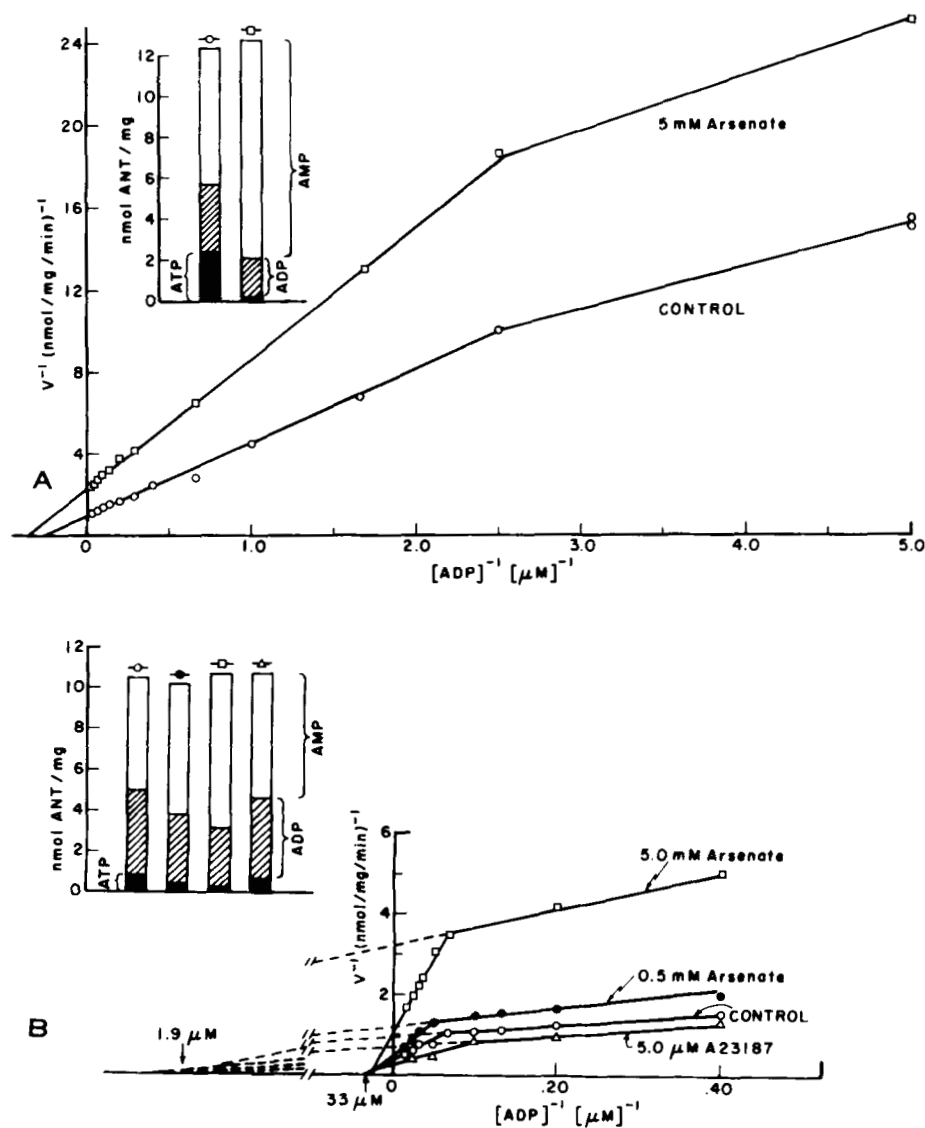 24
20
16
12
8
4
V⁻¹ (nmol/mg/min)⁻¹
A
12
10
8
6
4
2
0
nmol ANT/mg
ATP
ADP
AMP
5 mM Arsenate
CONTROL
0
1.0
2.0
3.0
4.0
5.0
[ADP]⁻¹ [μM]⁻¹
12
10
8
6
4
2
0
nmol ANT/mg
ATP
ADP
AMP
B
6
4
2
V⁻¹ (nmol/mg/min)⁻¹
5.0 mM Arsenate
0.5 mM Arsenate
CONTROL
5.0 μM A23187
1.9 μM
33 μM
0
.20
.40
[ADP]⁻¹ [μM]⁻¹